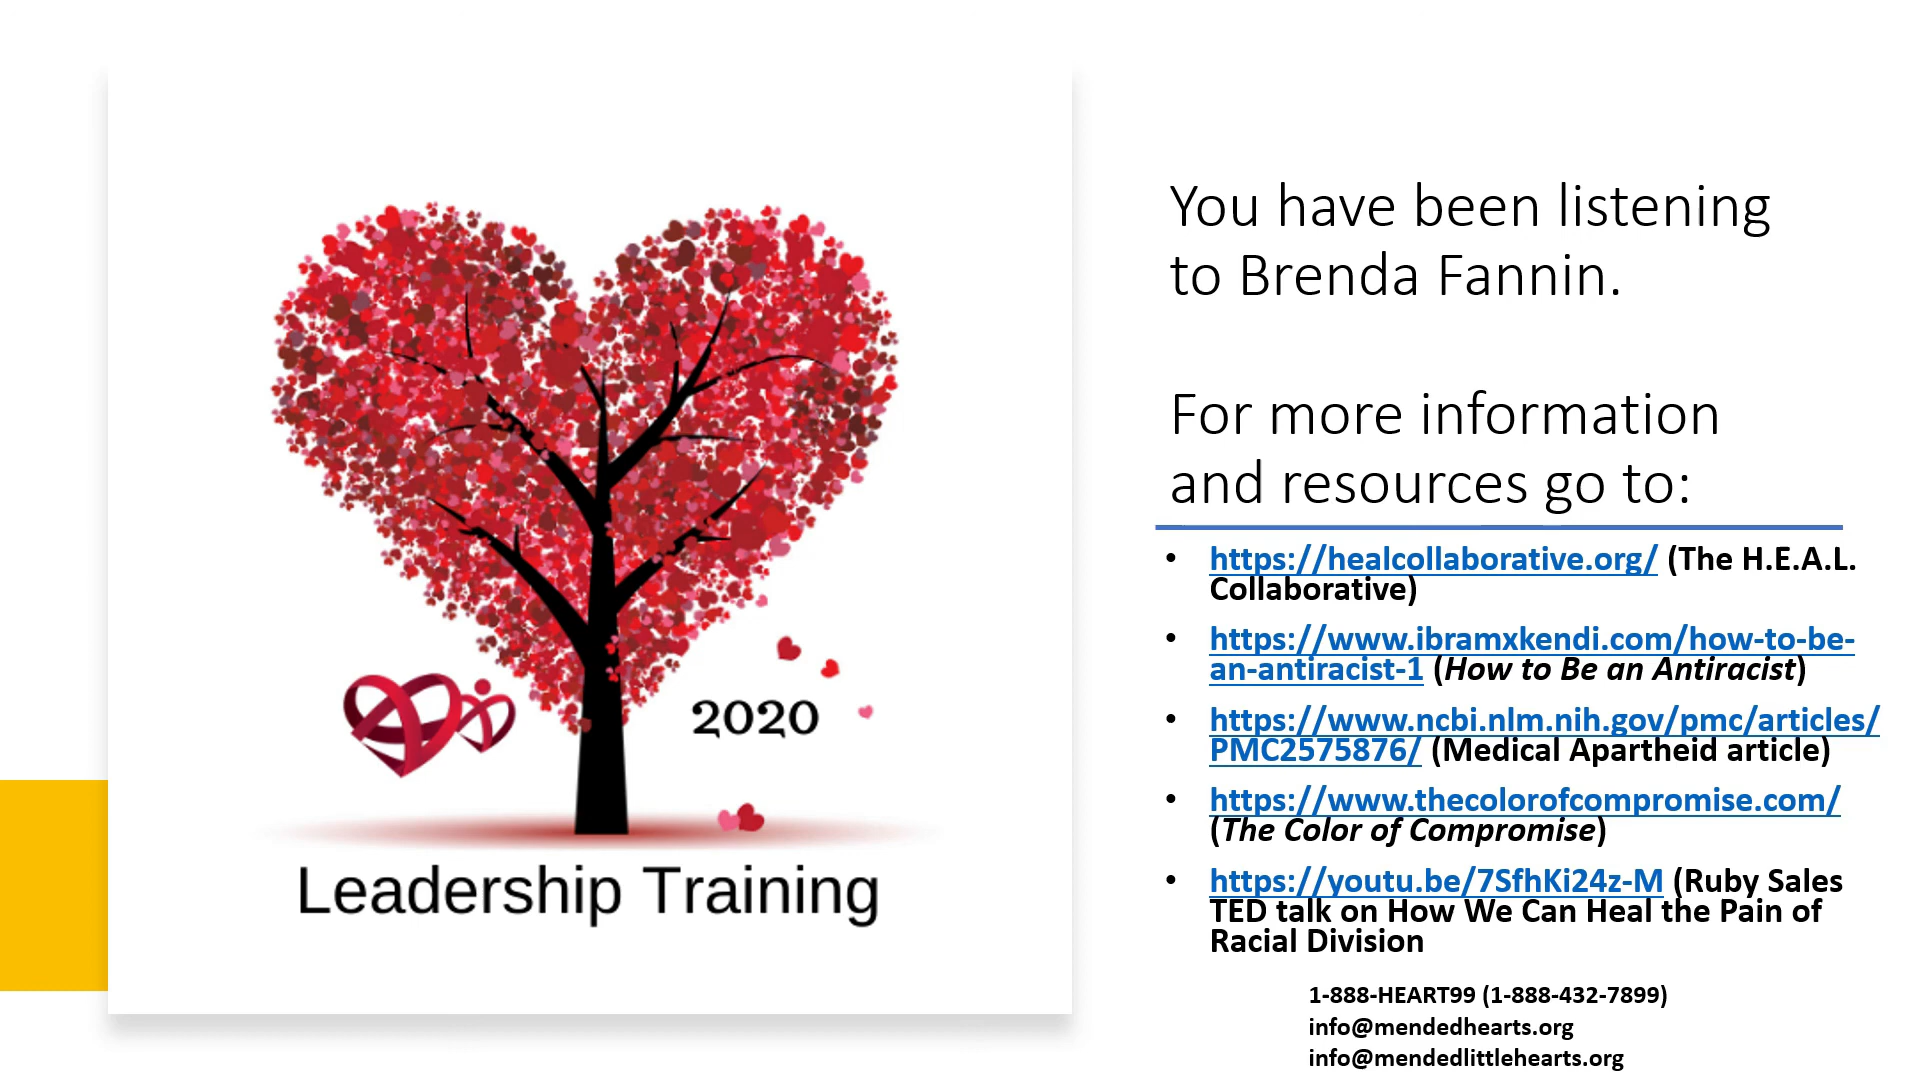 You have been listening
to Brenda Fannin.
For more information
and resources go to:
• https://healcollaborative.org/ (The H.E.A.L.
Collaborative)
• https://www.ibramxkendi.com/how-to-be-
an-antiracist-1 (How to Be an Antiracist)
• https://www.ncbi.nlm.nih.gov/pmc/articles/
PMC2575876/ (Medical Apartheid article)
• https://www.thecolorofcompromise.com/
(The Color of Compromise)
• https://youtu.be/7SfhKi24z-M (Ruby Sales
TED talk on How We Can Heal the Pain of
Racial Division
1-888-HEART99 (1-888-432-7899)
info@mendedhearts.org
info@mendedlittlehearts.org
2020
Leadership Training